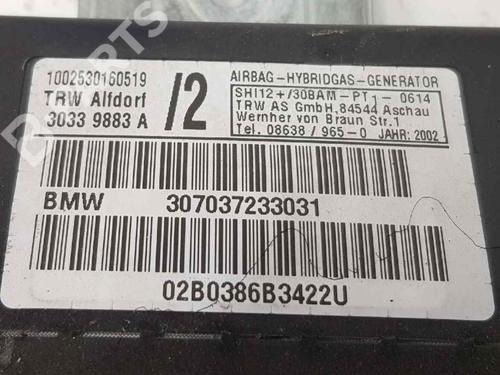 1002530160519
TRW Alfdorf
3033 9883 A
/2
AIRBAG-HYBRIDGAS-GENERATOR
SHI12+/30BAM-PT1-0614
TRW AS GmbH, 84544 Aschau
Wernher von Braun Str.1
Tel. 08638/965-0
JAHR: 2002
BMW 307037233031
02B0386B3422U